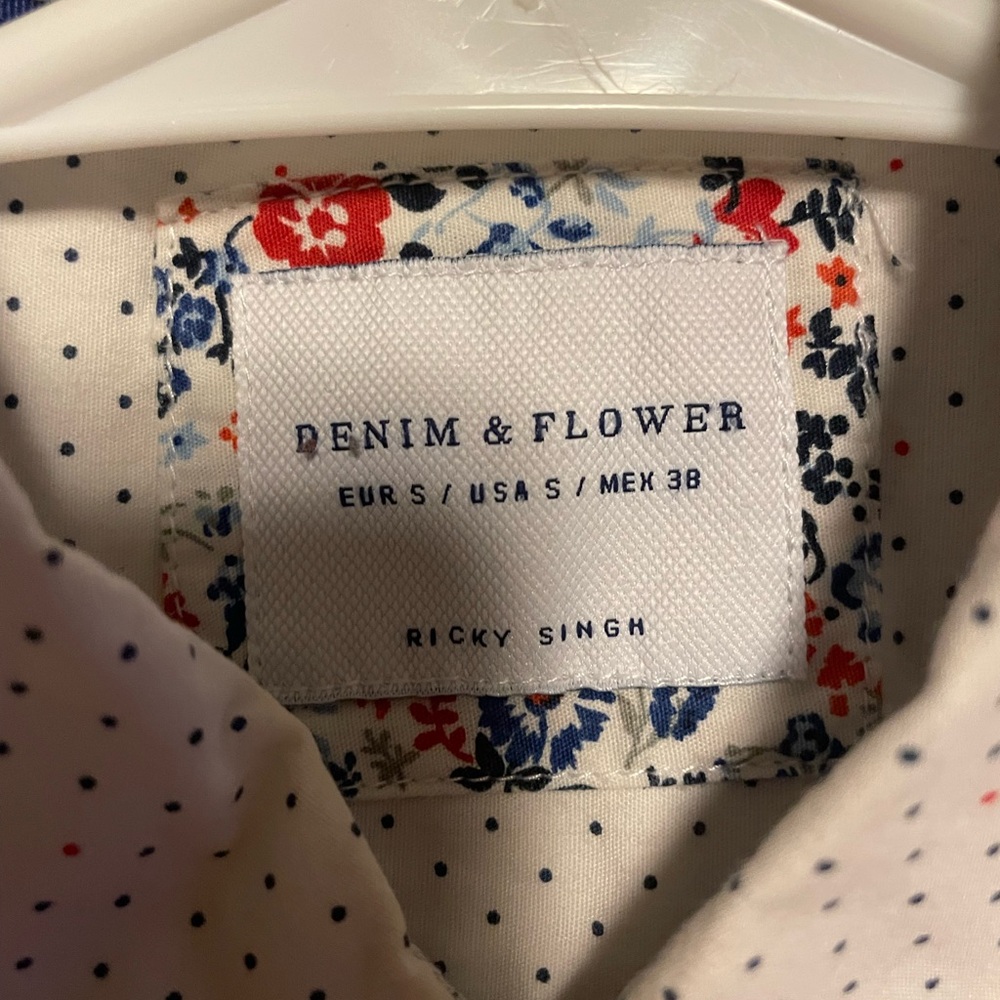 DENIM & FLOWER
EUR S / USA S / MEX 38
RICKY SINGH